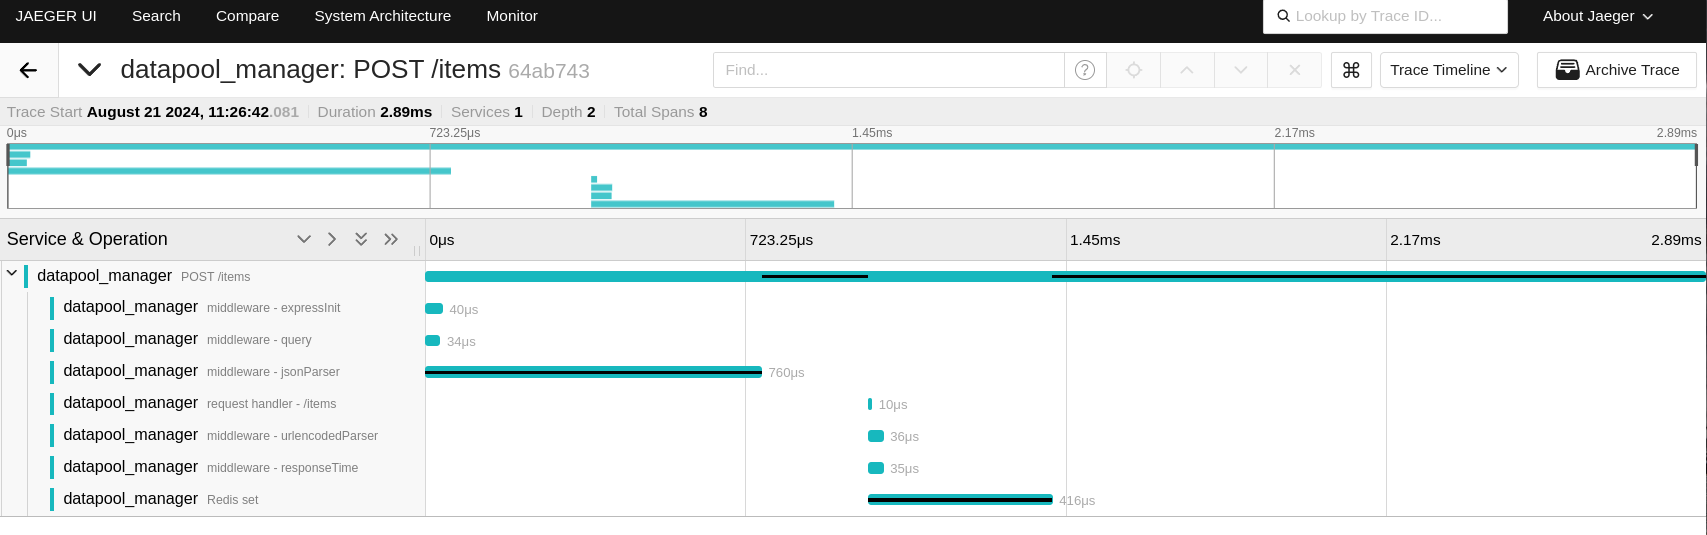 JAEGER UI Search Compare System Architecture Monitor Lookup by Trace ID... About Jaeger
datapool_manager: POST /items 64ab743 Find... ? ⌘ Trace Timeline Archive Trace
Trace Start August 21 2024, 11:26:42.081 Duration 2.89ms Services 1 Depth 2 Total Spans 8
0μs 723.25μs 1.45ms 2.17ms 2.89ms
Service & Operation 0μs 723.25μs 1.45ms 2.17ms 2.89ms
datapool_manager POST /items
datapool_manager middleware - expressInit 40μs
datapool_manager middleware - query 34μs
datapool_manager middleware - jsonParser 760μs
datapool_manager request handler - /items 10μs
datapool_manager middleware - urlencodedParser 36μs
datapool_manager middleware - responseTime 35μs
datapool_manager Redis set 416μs